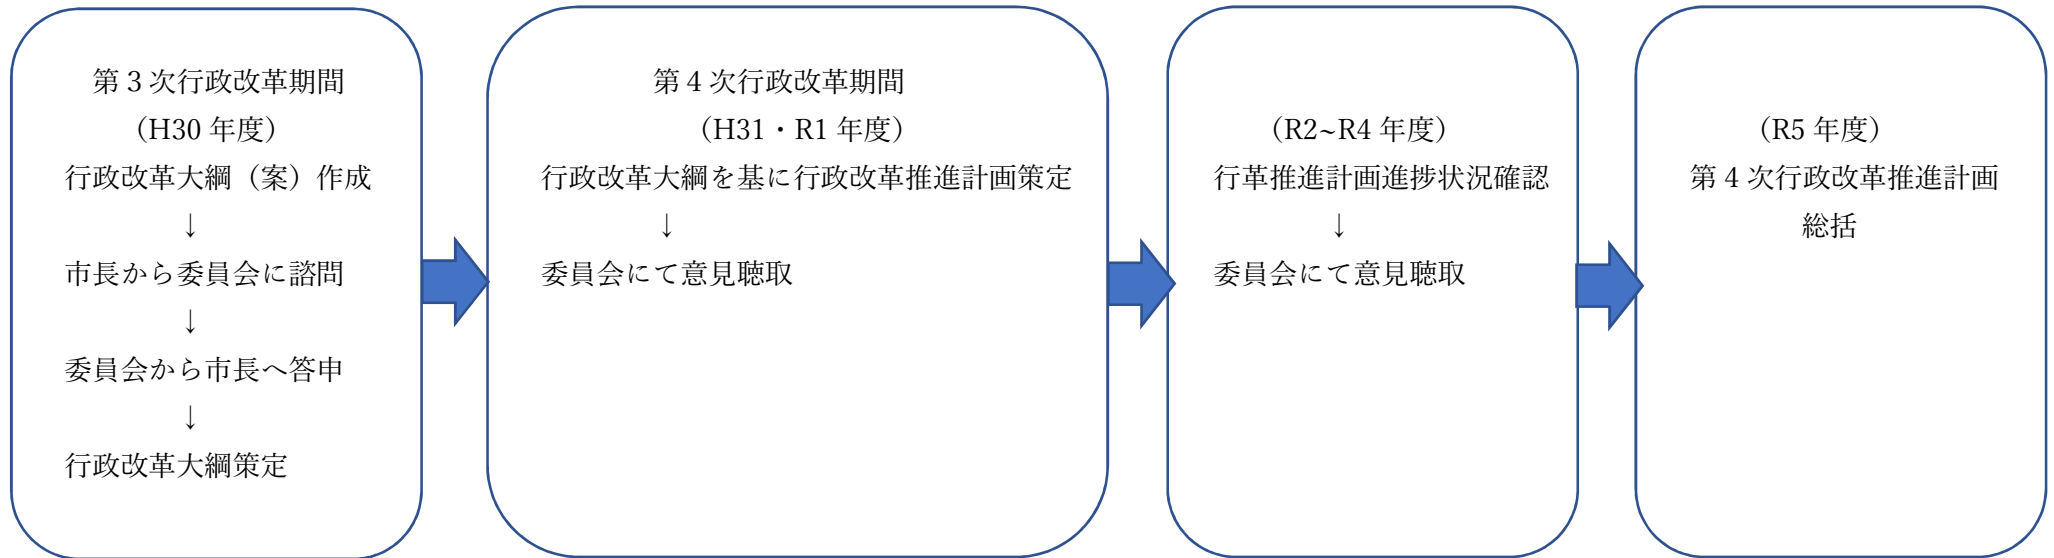 第３次行政改革期間
（H30 年度）
行政改革大綱（案）作成
↓
市長から委員会に諮問
↓
委員会から市長へ答申
↓
行政改革大綱策定
第４次行政改革期間
（H31・R1 年度）
行政改革大綱を基に行政改革推進計画策定
↓
委員会にて意見聴取
（R2~R4 年度）
行革推進計画進捗状況確認
↓
委員会にて意見聴取
（R5 年度）
第４次行政改革推進計画
総括